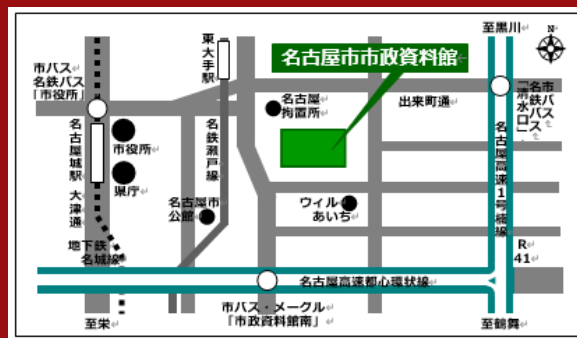 至黒川
N
東大手駅
名古屋市市政資料館
市バス
名鉄バス
「市役所」
名古屋
拘置所
出来町通
市バス
名鉄バス
「清水口」
名古屋城駅
市役所
名鉄瀬戸線
県庁
大津通
名古屋市
公館
ウィル
あいち
名古屋高速1号楠線
地下鉄
名城線
R
41
名古屋高速都心環状線
市バス・メーグル
「市政資料館南」
至栄
至鶴舞